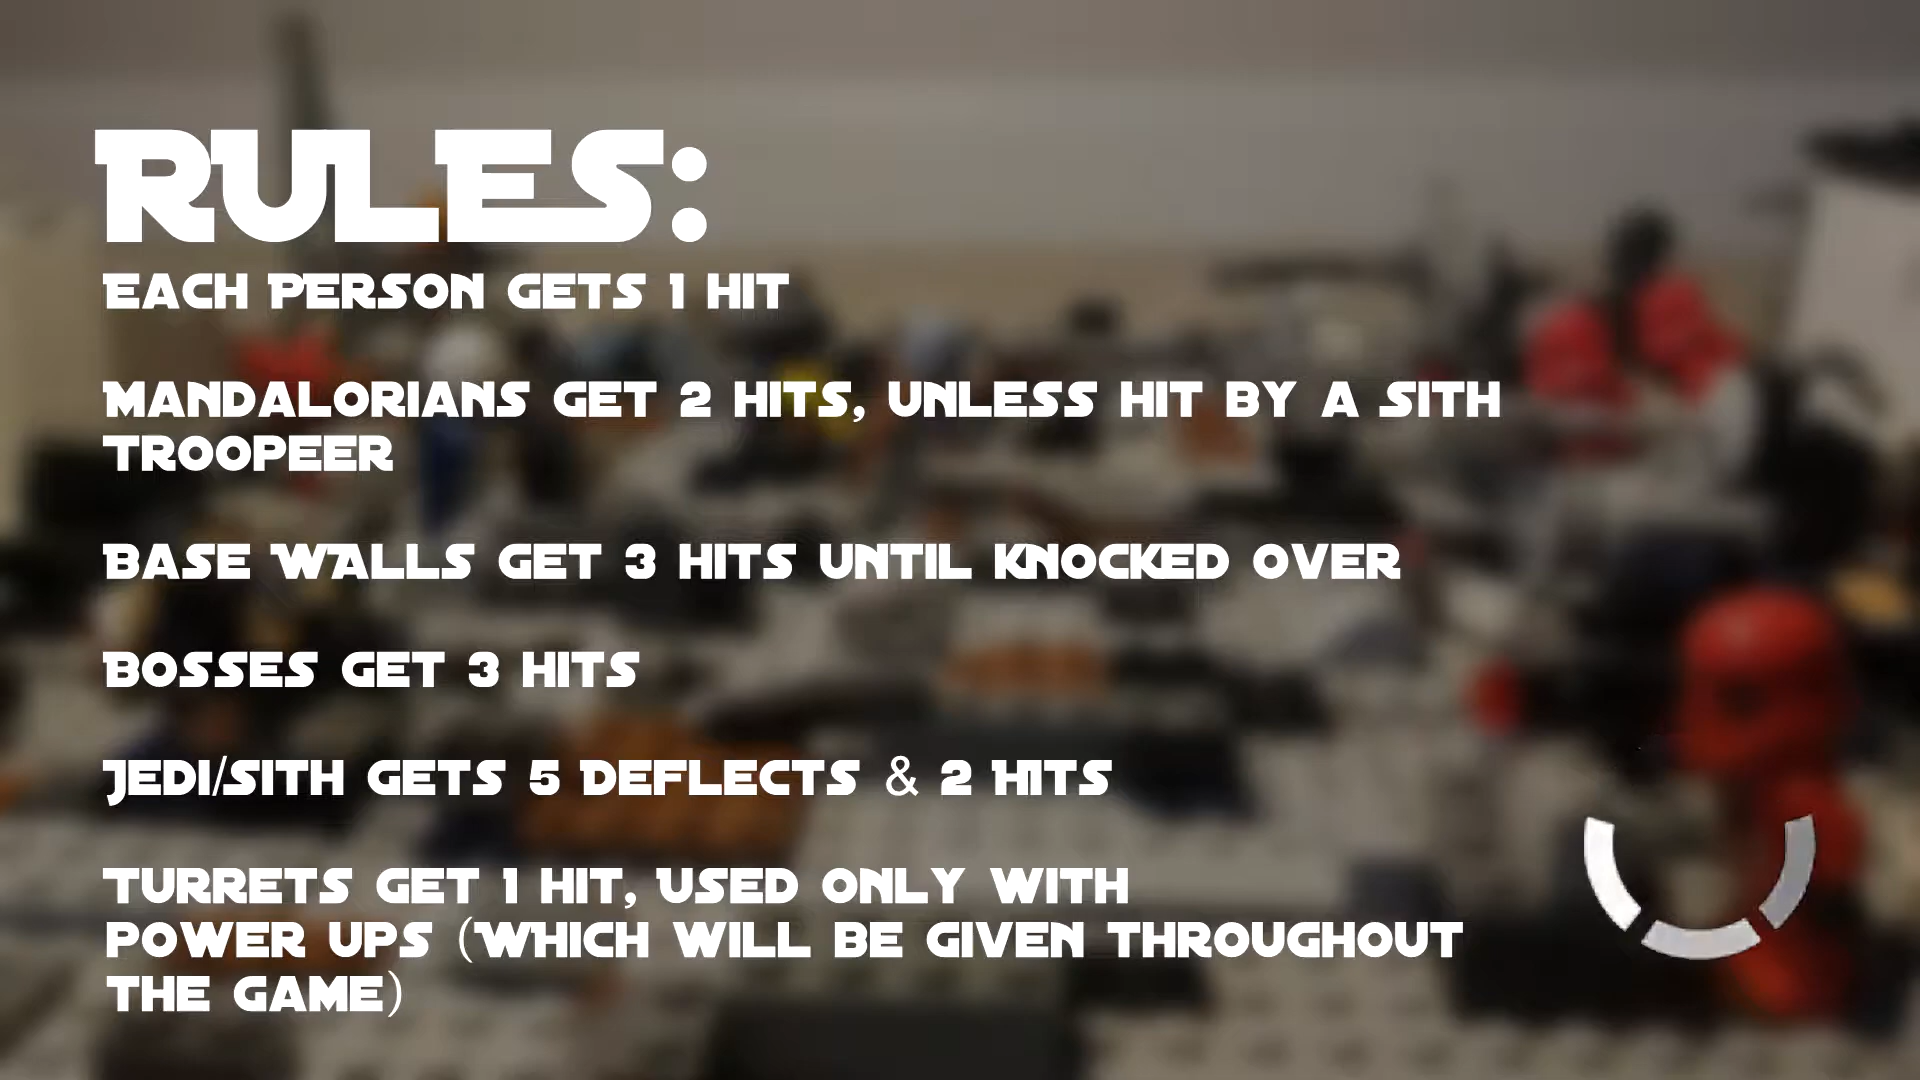 RULES:
EACH PERSON GETS 1 HIT
MANDALORIANS GET 2 HITS, UNLESS HIT BY A SITH
TROOPEER
BASE WALLS GET 3 HITS UNTIL KNOCKED OVER
BOSSES GET 3 HITS
JEDI/SITH GETS 5 DEFLECTS & 2 HITS
TURRETS GET 1 HIT, USED ONLY WITH
POWER UPS (WHICH WILL BE GIVEN THROUGHOUT
THE GAME)